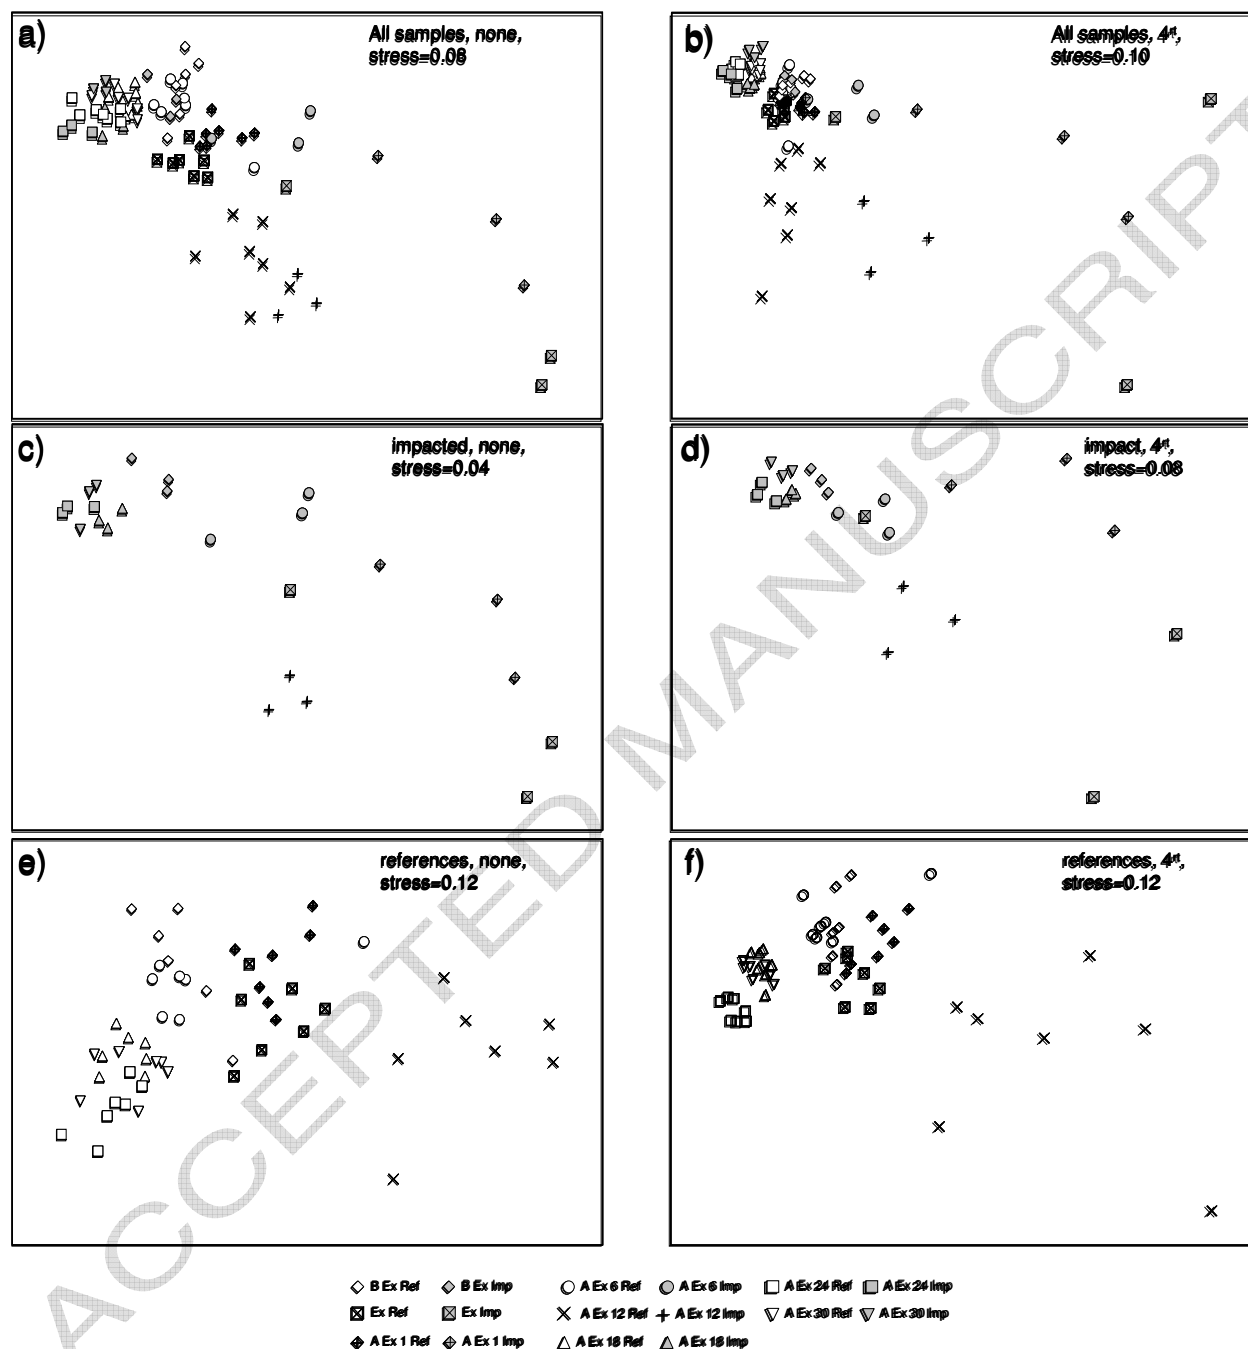 a)
All samples, none,
stress=0.08
b)
All samples, 4rt,
stress=0.10
c)
impacted, none,
stress=0.04
d)
impact, 4rt,
stress=0.08
e)
references, none,
stress=0.12
f)
references, 4rt,
stress=0.12
B Ex Ref B Ex Imp A Ex 6 Ref A Ex 6 Imp A Ex 24 Ref A Ex 24 Imp
Ex Ref Ex Imp A Ex 12 Ref A Ex 12 Imp A Ex 30 Ref A Ex 30 Imp
A Ex 1 Ref A Ex 1 Imp A Ex 18 Ref A Ex 18 Imp
ACCEPTED MANUSCRIPT